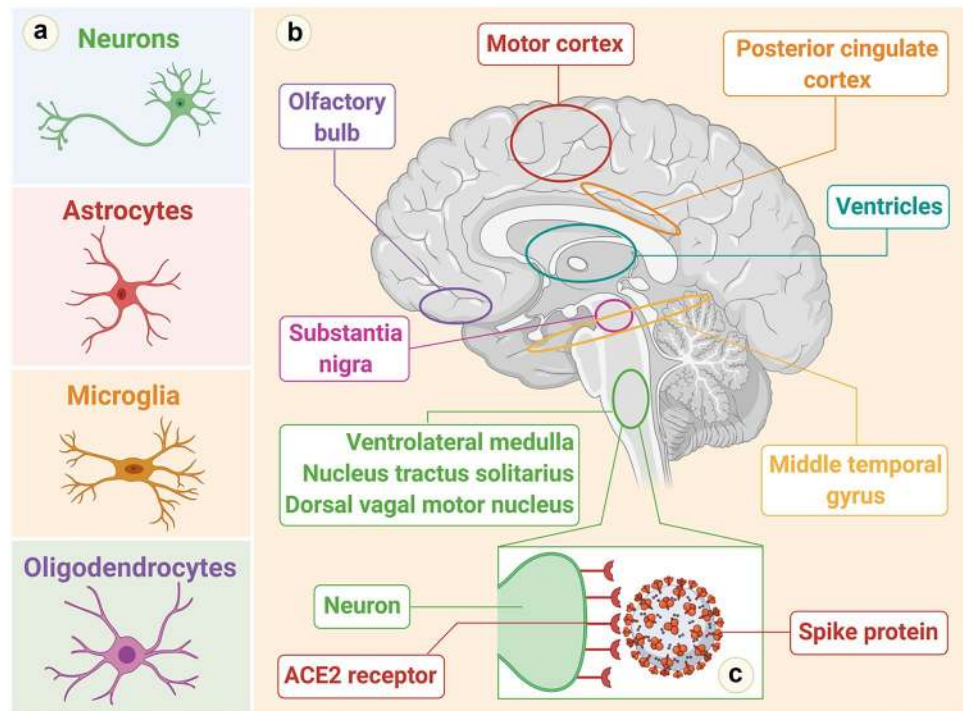 a
Neurons
Astrocytes
Microglia
Oligodendrocytes
b
Motor cortex
Posterior cingulate
cortex
Olfactory
bulb
Ventricles
Substantia
nigra
Ventrolateral medulla
Nucleus tractus solitarius
Dorsal vagal motor nucleus
Middle temporal
gyrus
Neuron
ACE2 receptor
Spike protein
c